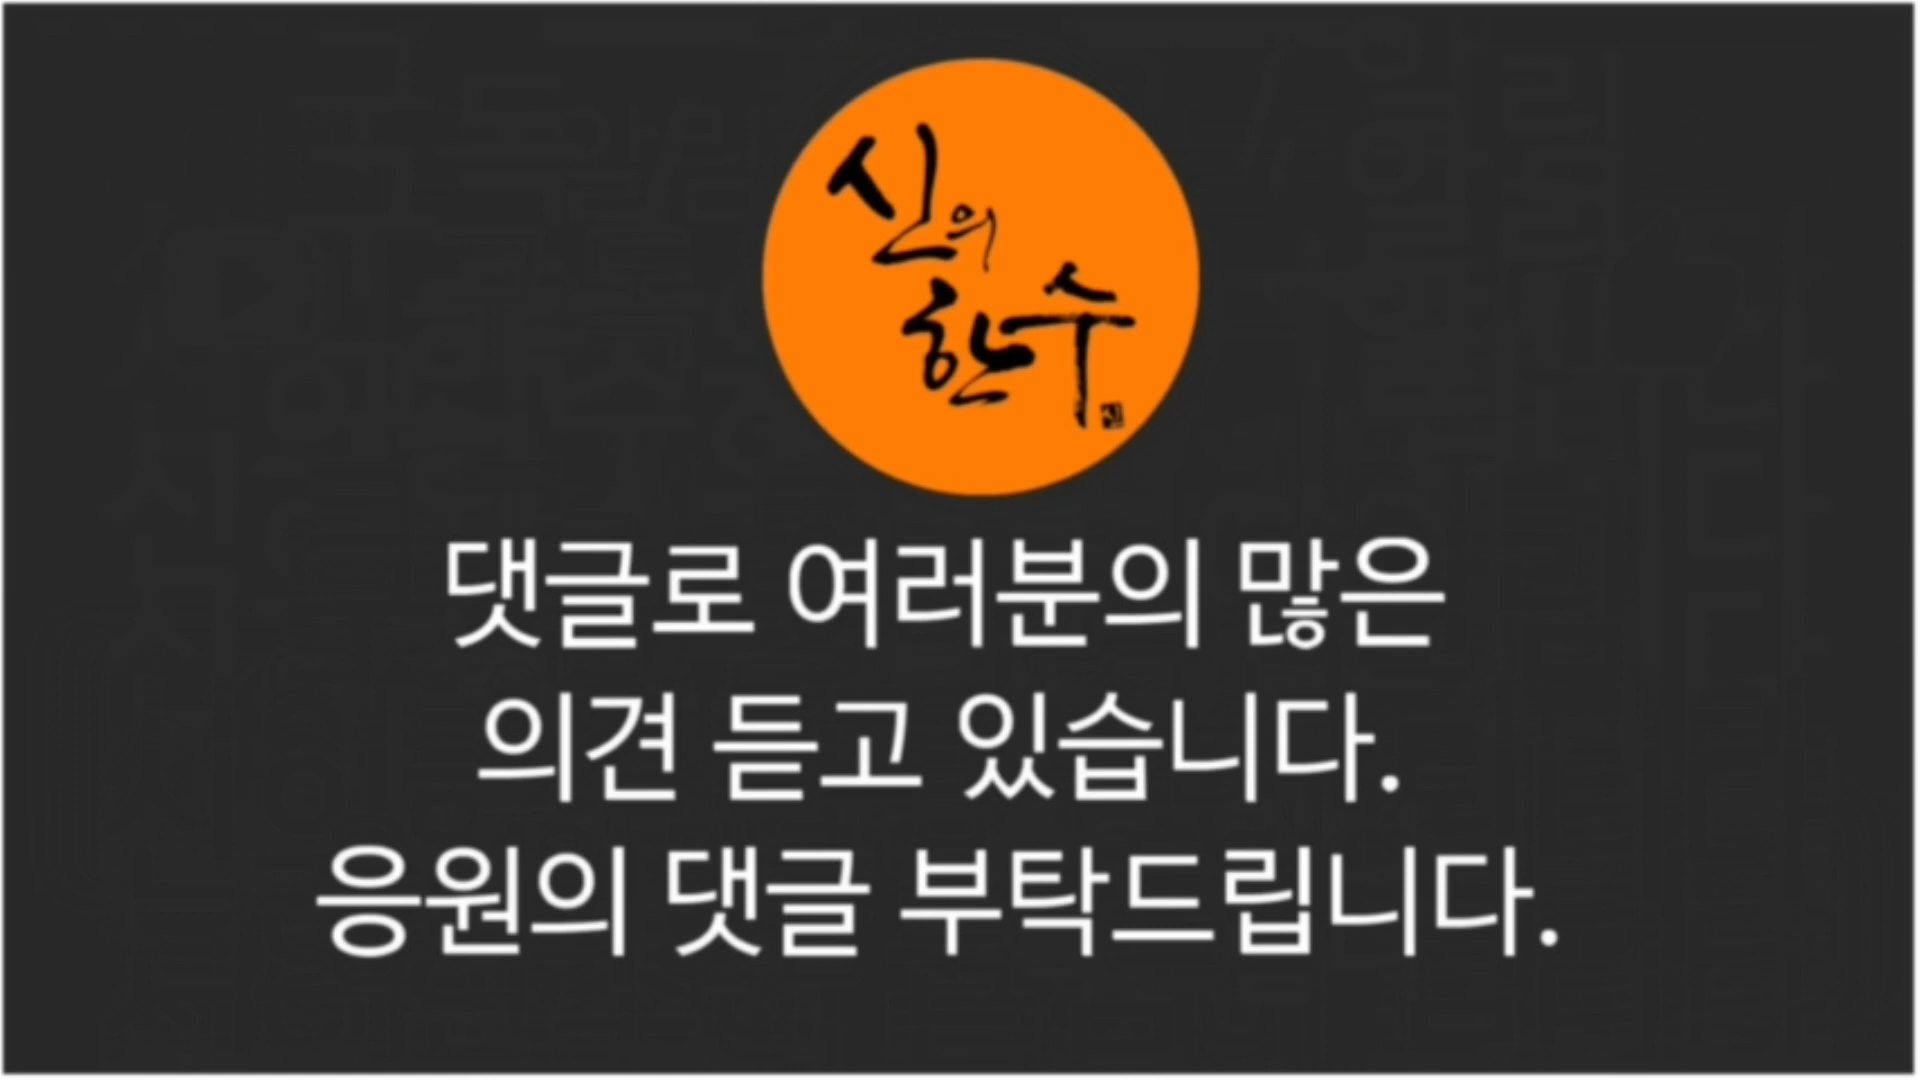 신의
한수
댓글로 여러분의 많은
의견 듣고 있습니다.
응원의 댓글 부탁드립니다.